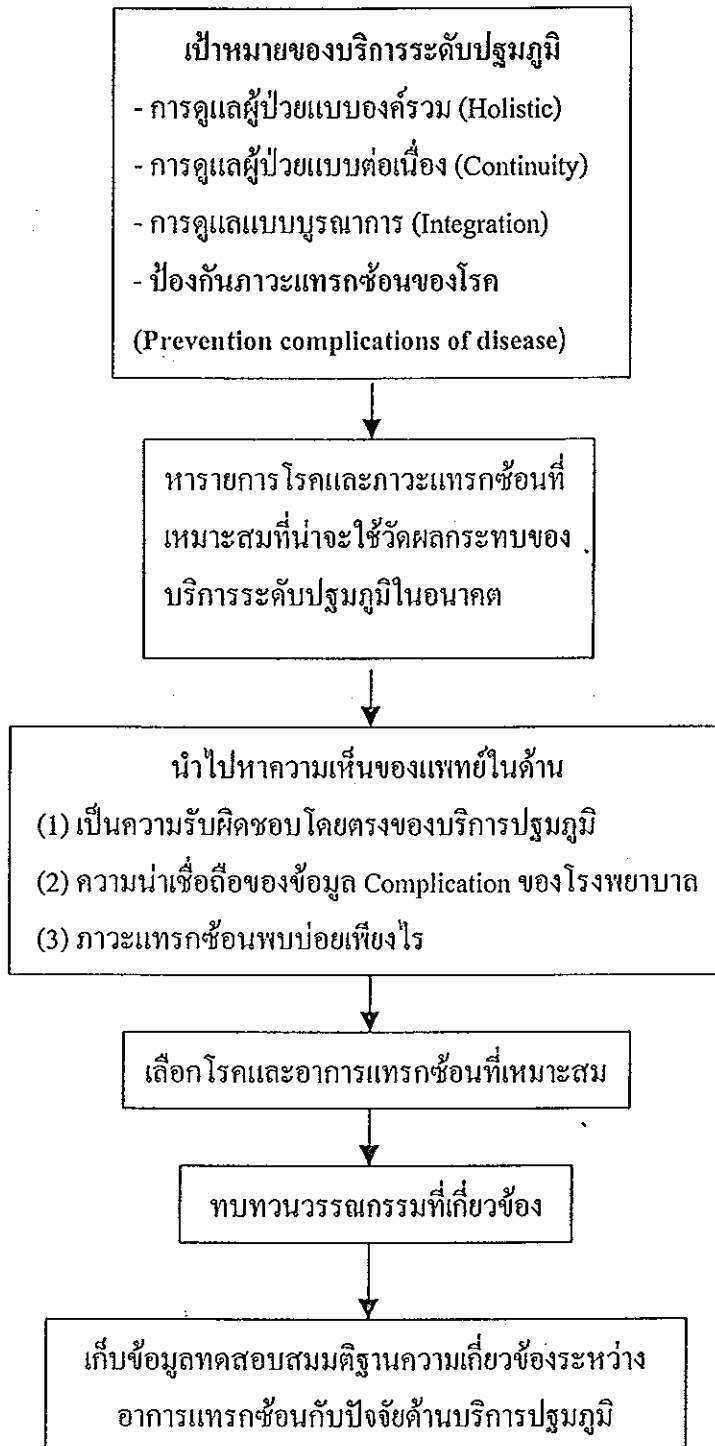 เป้าหมายของบริการระดับปฐมภูมิ
- การดูแลผู้ป่วยแบบองค์รวม (Holistic)
- การดูแลผู้ป่วยแบบต่อเนื่อง (Continuity)
- การดูแลแบบบูรณาการ (Integration)
- ป้องกันภาวะแทรกซ้อนของโรค
(Prevention complications of disease)
หารายการโรคและภาวะแทรกซ้อนที่
เหมาะสมที่น่าจะใช้วัดผลกระทบของ
บริการระดับปฐมภูมิในอนาคต
นำไปหาความเห็นของแพทย์ในด้าน
(1) เป็นความรับผิดชอบโดยตรงของบริการปฐมภูมิ
(2) ความน่าเชื่อถือของข้อมูล Complication ของโรงพยาบาล
(3) ภาวะแทรกซ้อนพบบ่อยเพียงไร
เลือกโรคและอาการแทรกซ้อนที่เหมาะสม
ทบทวนวรรณกรรมที่เกี่ยวข้อง
เก็บข้อมูลทดสอบสมมติฐานความเกี่ยวข้องระหว่าง
อาการแทรกซ้อนกับปัจจัยด้านบริการปฐมภูมิ